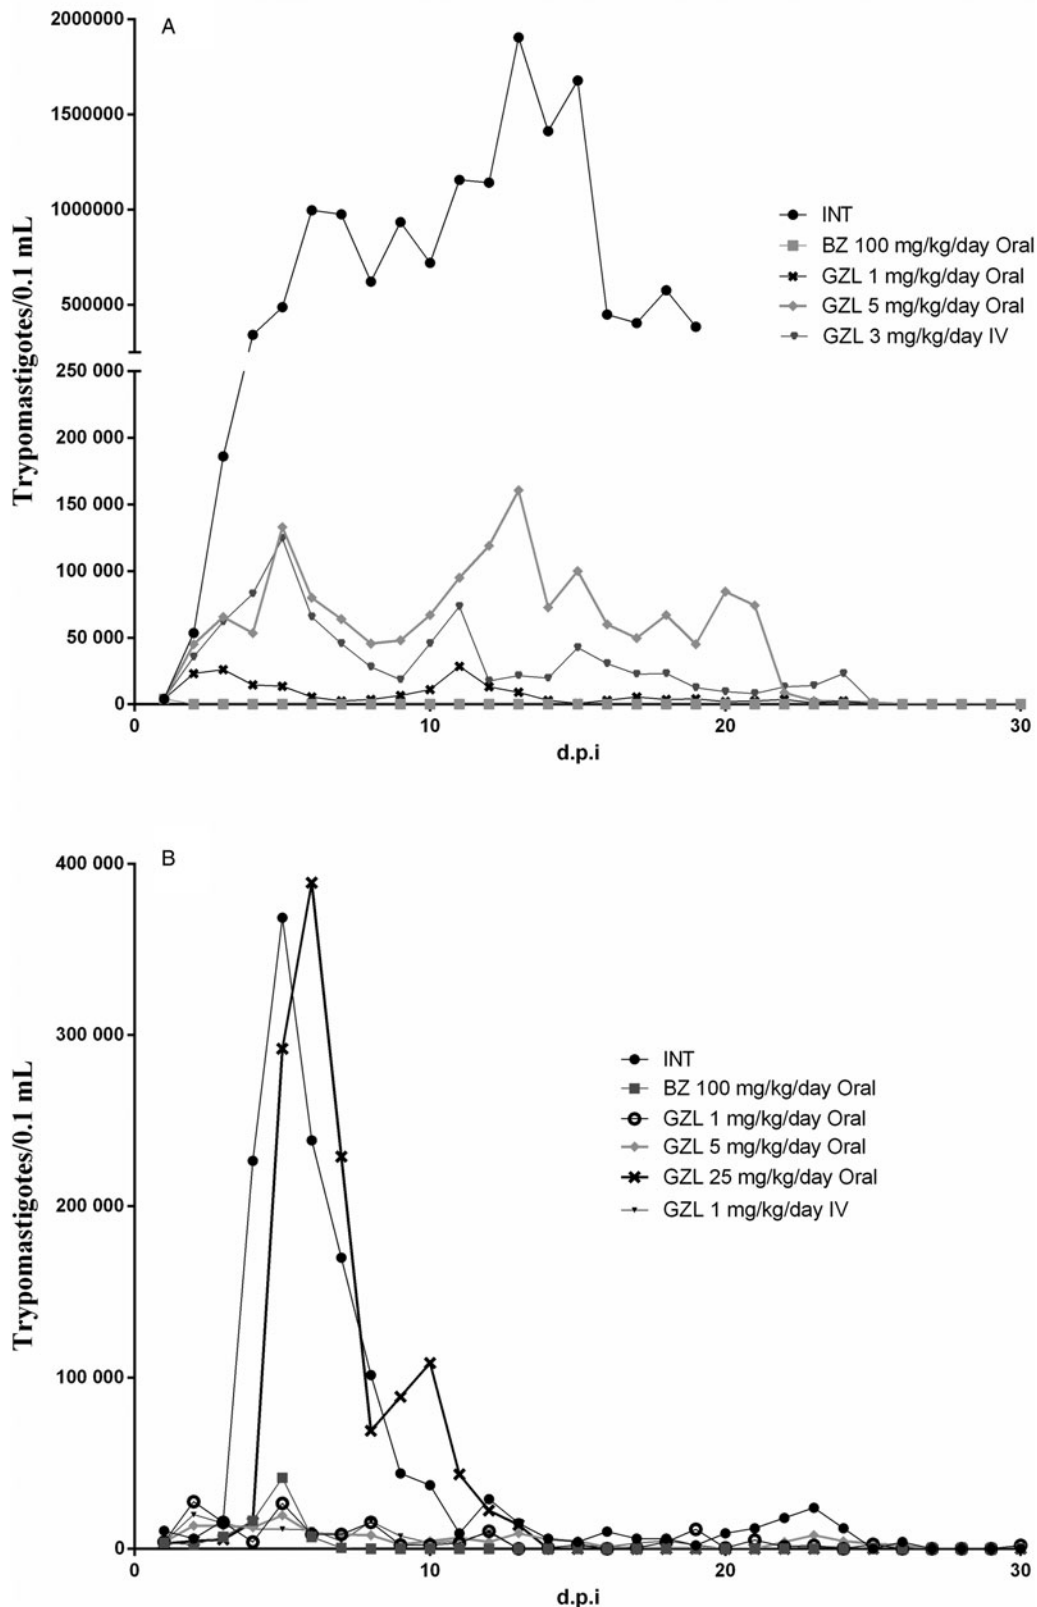 A
2000000
1500000
1000000
500000
250 000
200 000
150 000
100 000
50 000
0
Trypomastigotes/0.1 mL
INT
BZ 100 mg/kg/day Oral
GZL 1 mg/kg/day Oral
GZL 5 mg/kg/day Oral
GZL 3 mg/kg/day IV
0 10 20 30
d.p.i
B
400 000
300 000
200 000
100 000
0
Trypomastigotes/0.1 mL
INT
BZ 100 mg/kg/day Oral
GZL 1 mg/kg/day Oral
GZL 5 mg/kg/day Oral
GZL 25 mg/kg/day Oral
GZL 1 mg/kg/day IV
0 10 20 30
d.p.i